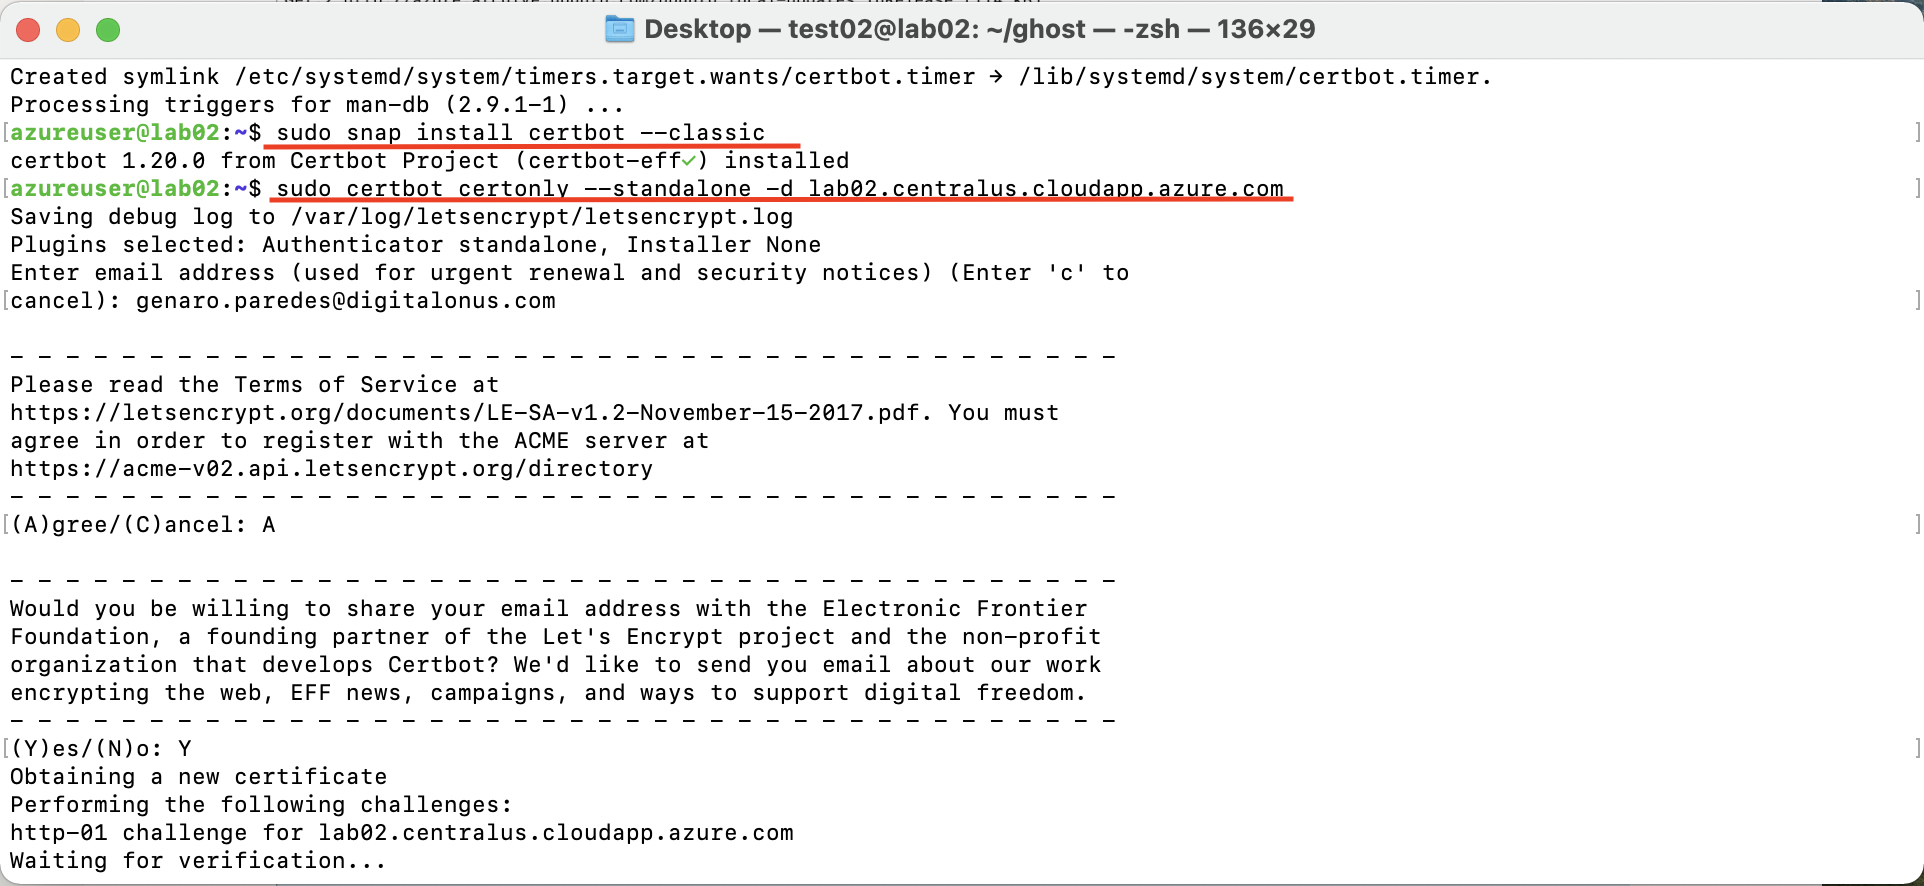 Desktop — test02@lab02: ~/ghost — -zsh — 136×29
Created symlink /etc/systemd/system/timers.target.wants/certbot.timer → /lib/systemd/system/certbot.timer.
Processing triggers for man-db (2.9.1-1) ...
[azureuser@lab02:~$ sudo snap install certbot --classic ]
certbot 1.20.0 from Certbot Project (certbot-eff✓) installed
[azureuser@lab02:~$ sudo certbot certonly --standalone -d lab02.centralus.cloudapp.azure.com ]
Saving debug log to /var/log/letsencrypt/letsencrypt.log
Plugins selected: Authenticator standalone, Installer None
Enter email address (used for urgent renewal and security notices) (Enter 'c' to
[cancel): genaro.paredes@digitalonus.com ]
- - - - - - - - - - - - - - - - - - - - - - - - - - - - - - - - - - - - - - - -
Please read the Terms of Service at
https://letsencrypt.org/documents/LE-SA-v1.2-November-15-2017.pdf. You must
agree in order to register with the ACME server at
https://acme-v02.api.letsencrypt.org/directory
- - - - - - - - - - - - - - - - - - - - - - - - - - - - - - - - - - - - - - - -
[(A)gree/(C)ancel: A ]
- - - - - - - - - - - - - - - - - - - - - - - - - - - - - - - - - - - - - - - -
Would you be willing to share your email address with the Electronic Frontier
Foundation, a founding partner of the Let's Encrypt project and the non-profit
organization that develops Certbot? We'd like to send you email about our work
encrypting the web, EFF news, campaigns, and ways to support digital freedom.
- - - - - - - - - - - - - - - - - - - - - - - - - - - - - - - - - - - - - - - -
[(Y)es/(N)o: Y ]
Obtaining a new certificate
Performing the following challenges:
http-01 challenge for lab02.centralus.cloudapp.azure.com
Waiting for verification...